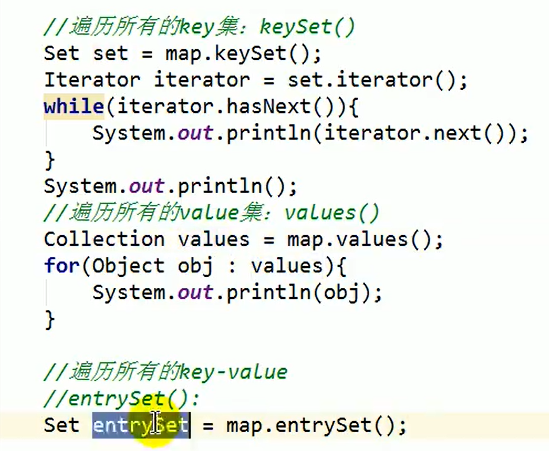 //遍历所有的key集：keySet()
Set set = map.keySet();
Iterator iterator = set.iterator();
while(iterator.hasNext()){
System.out.println(iterator.next());
}
System.out.println();
//遍历所有的value集：values()
Collection values = map.values();
for(Object obj : values){
System.out.println(obj);
}
//遍历所有的key-value
//entrySet():
Set entrySet = map.entrySet();